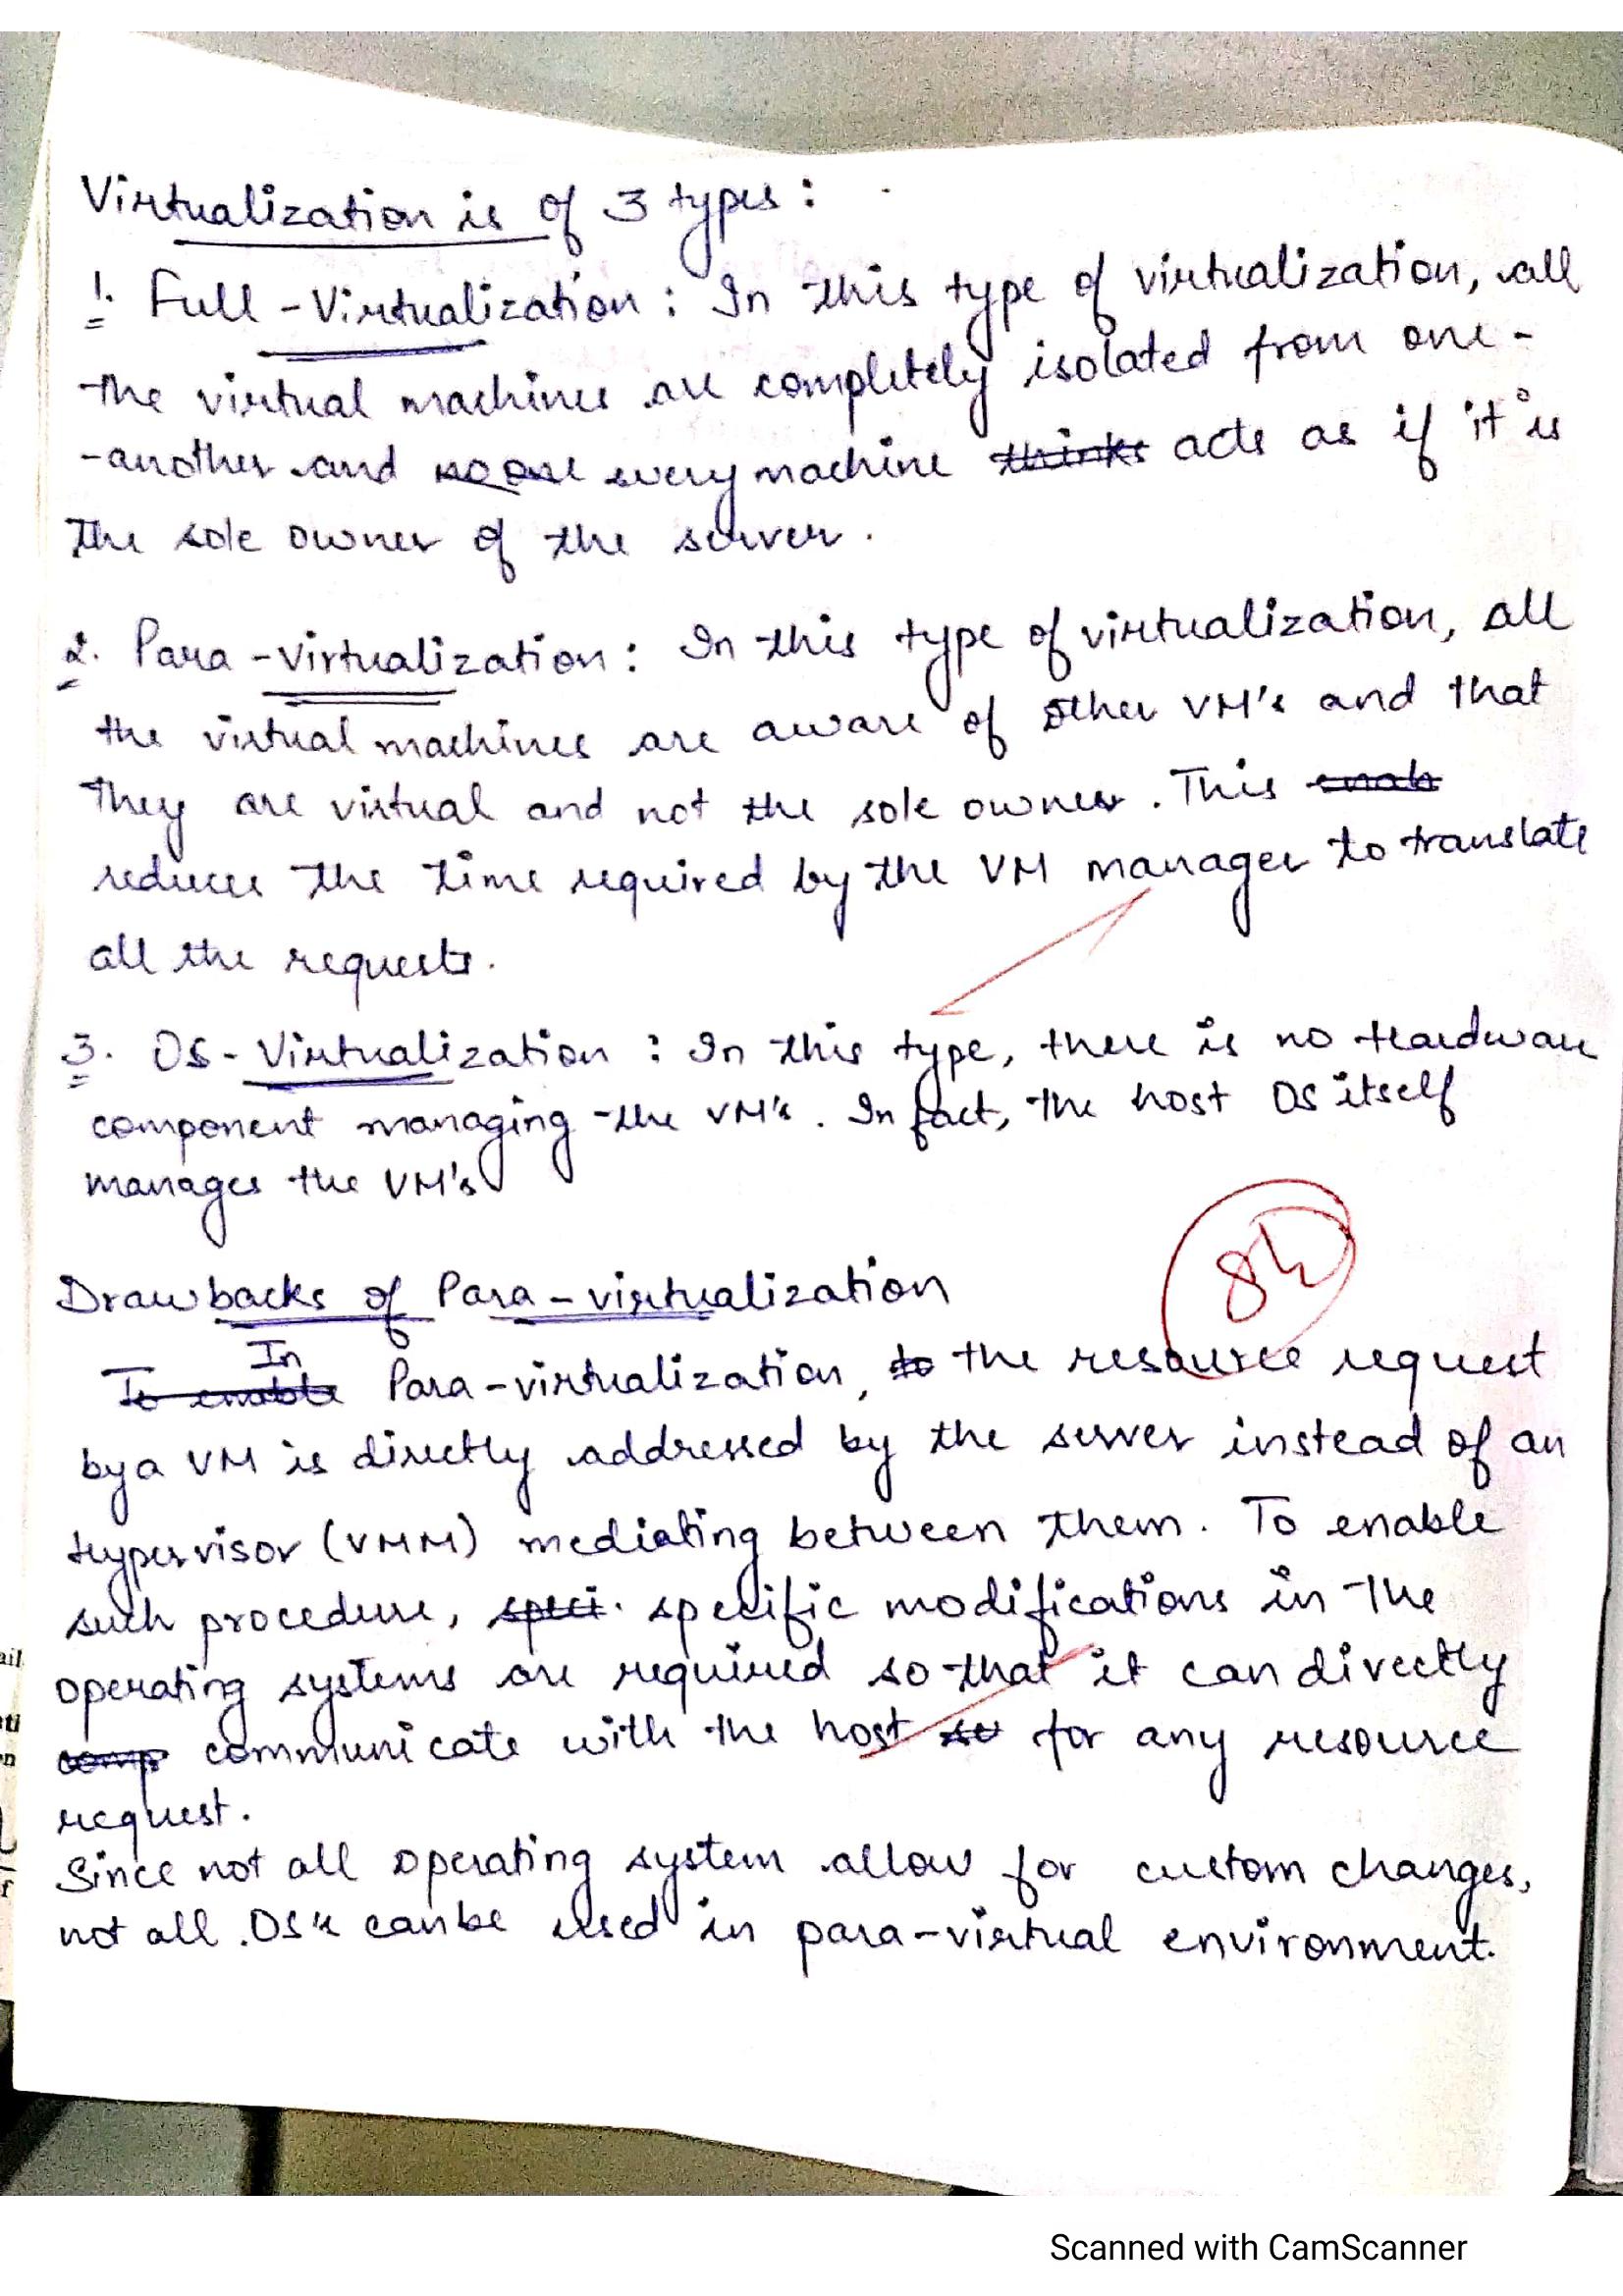 Virtualization is of 3 types :
1. Full - Virtualization : In this type of virtualization, all
the virtual machines are completely isolated from one -
- another and no one every machine thinks acts as if it is
the sole owner of the server.
2. Para - Virtualization : In this type of virtualization, all
the virtual machines are aware of other VM's and that
they are virtual and not the sole owner. This enab
reduces the time required by the VM manager to translate
all the requests.
3. OS - Virtualization : In this type, there is no Hardware
component managing the VM's. In fact, the host OS itself
manages the VM's
Drawbacks of Para - virtualization
In
To enable Para - virtualization, to the resource request
by a VM is directly addressed by the server instead of an
Hypervisor (VMM) mediating between them. To enable
such procedure, speci. specific modifications in the
operating systems are required so that it can directly
comp communicate with the host so for any resource
request.
Since not all operating system allow for custom changes,
not all OS's can be used in para-virtual environment.
Scanned with CamScanner